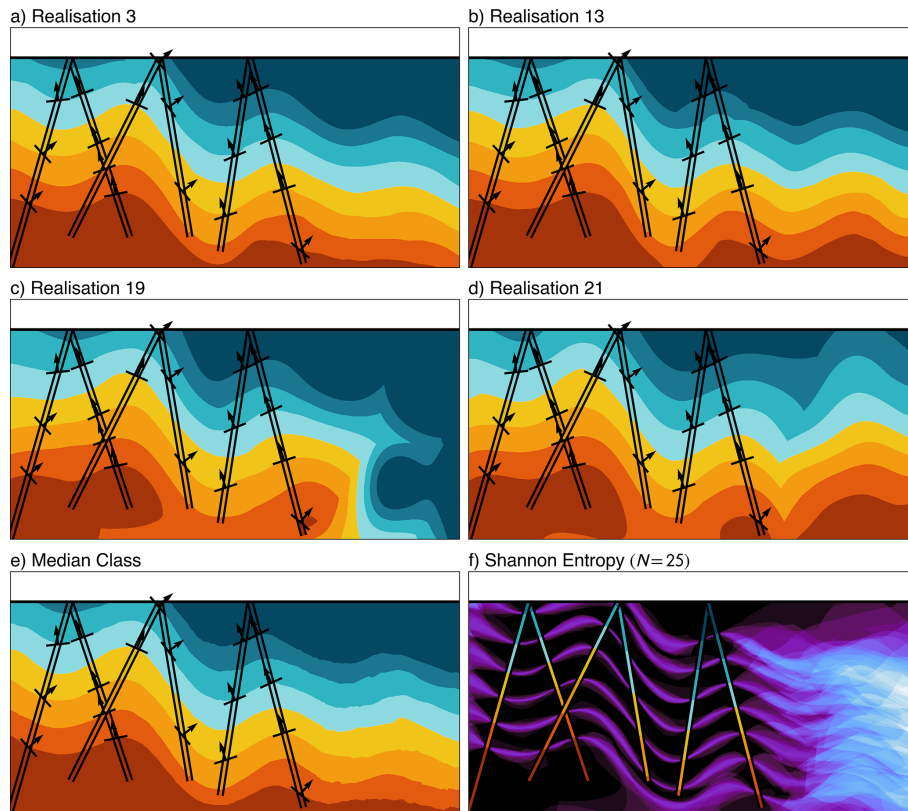 a) Realisation 3
b) Realisation 13
c) Realisation 19
d) Realisation 21
e) Median Class
f) Shannon Entropy (N=25)